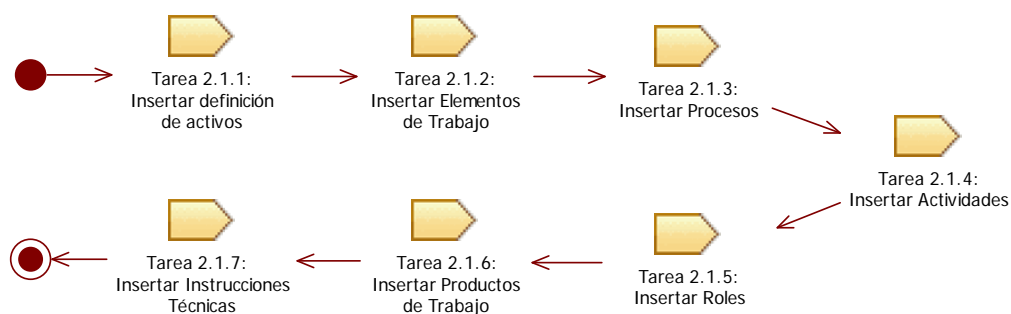 Tarea 2.1.1:
Insertar definición
de activos
Tarea 2.1.2:
Insertar Elementos
de Trabajo
Tarea 2.1.3:
Insertar Procesos
Tarea 2.1.4:
Insertar Actividades
Tarea 2.1.5:
Insertar Roles
Tarea 2.1.6:
Insertar Productos
de Trabajo
Tarea 2.1.7:
Insertar Instrucciones
Técnicas